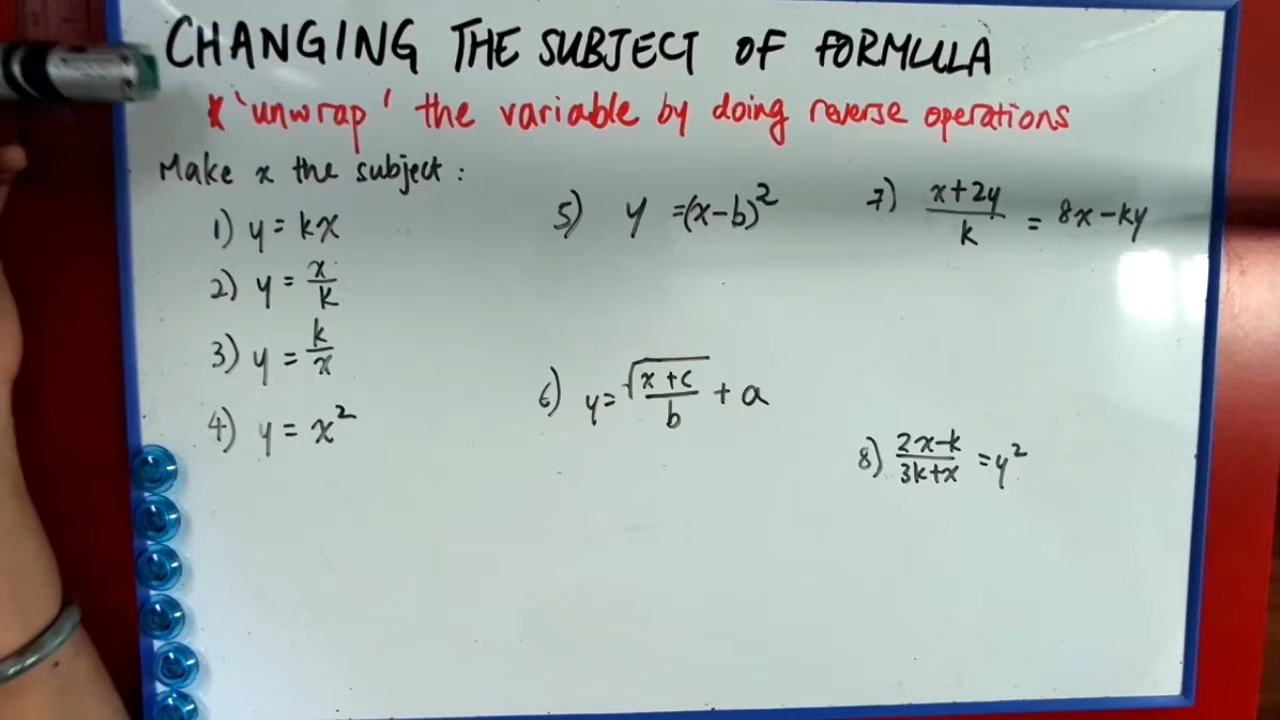 CHANGING THE SUBJECT OF FORMULA
* 'unwrap' the variable by doing reverse operations
Make x the subject:
1) y = kx
2) y = x/k
3) y = k/x
4) y = x²
5) y = (x-b)²
6) y = √((x+c)/b) + a
7) (x+2y)/k = 8x-ky
8) (2x-k)/(3k+x) = y²